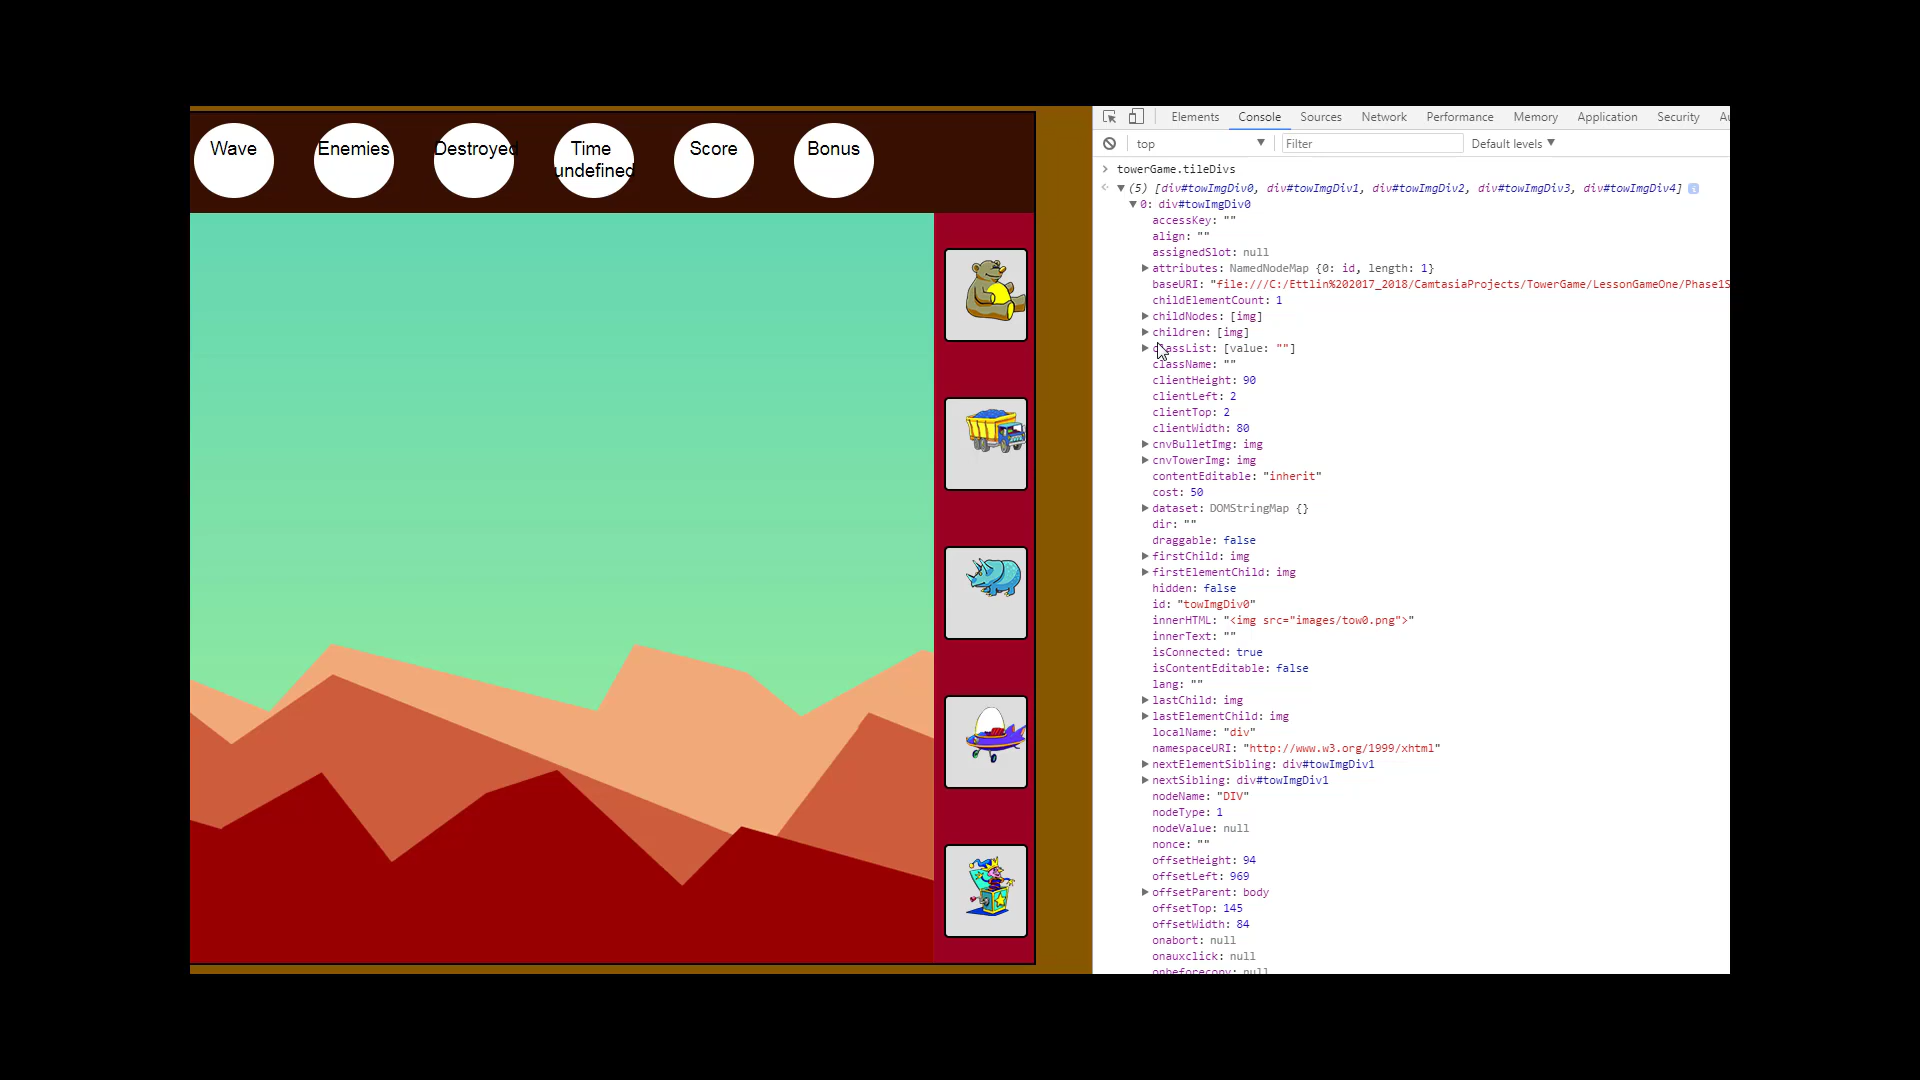 Wave
Enemies
Destroyed
Time
undefined
Score
Bonus
Elements Console Sources Network Performance Memory Application Security Au
top Filter Default levels
towerGame.tileDivs
(5) [div#towImgDiv0, div#towImgDiv1, div#towImgDiv2, div#towImgDiv3, div#towImgDiv4]
0: div#towImgDiv0
accessKey: ""
align: ""
assignedSlot: null
attributes: NamedNodeMap {0: id, length: 1}
baseURI: "file:///C:/Ettlin%202017_2018/CamtasiaProjects/TowerGame/LessonGameOne/Phase1S
childElementCount: 1
childNodes: [img]
children: [img]
classList: [value: ""]
className: ""
clientHeight: 90
clientLeft: 2
clientTop: 2
clientWidth: 80
cnvBulletImg: img
cnvTowerImg: img
contentEditable: "inherit"
cost: 50
dataset: DOMStringMap {}
dir: ""
draggable: false
firstChild: img
firstElementChild: img
hidden: false
id: "towImgDiv0"
innerHTML: "<img src="images/tow0.png">"
innerText: ""
isConnected: true
isContentEditable: false
lang: ""
lastChild: img
lastElementChild: img
localName: "div"
namespaceURI: "http://www.w3.org/1999/xhtml"
nextElementSibling: div#towImgDiv1
nextSibling: div#towImgDiv1
nodeName: "DIV"
nodeType: 1
nodeValue: null
nonce: ""
offsetHeight: 94
offsetLeft: 969
offsetParent: body
offsetTop: 145
offsetWidth: 84
onabort: null
onauxclick: null
onbeforecopy: null